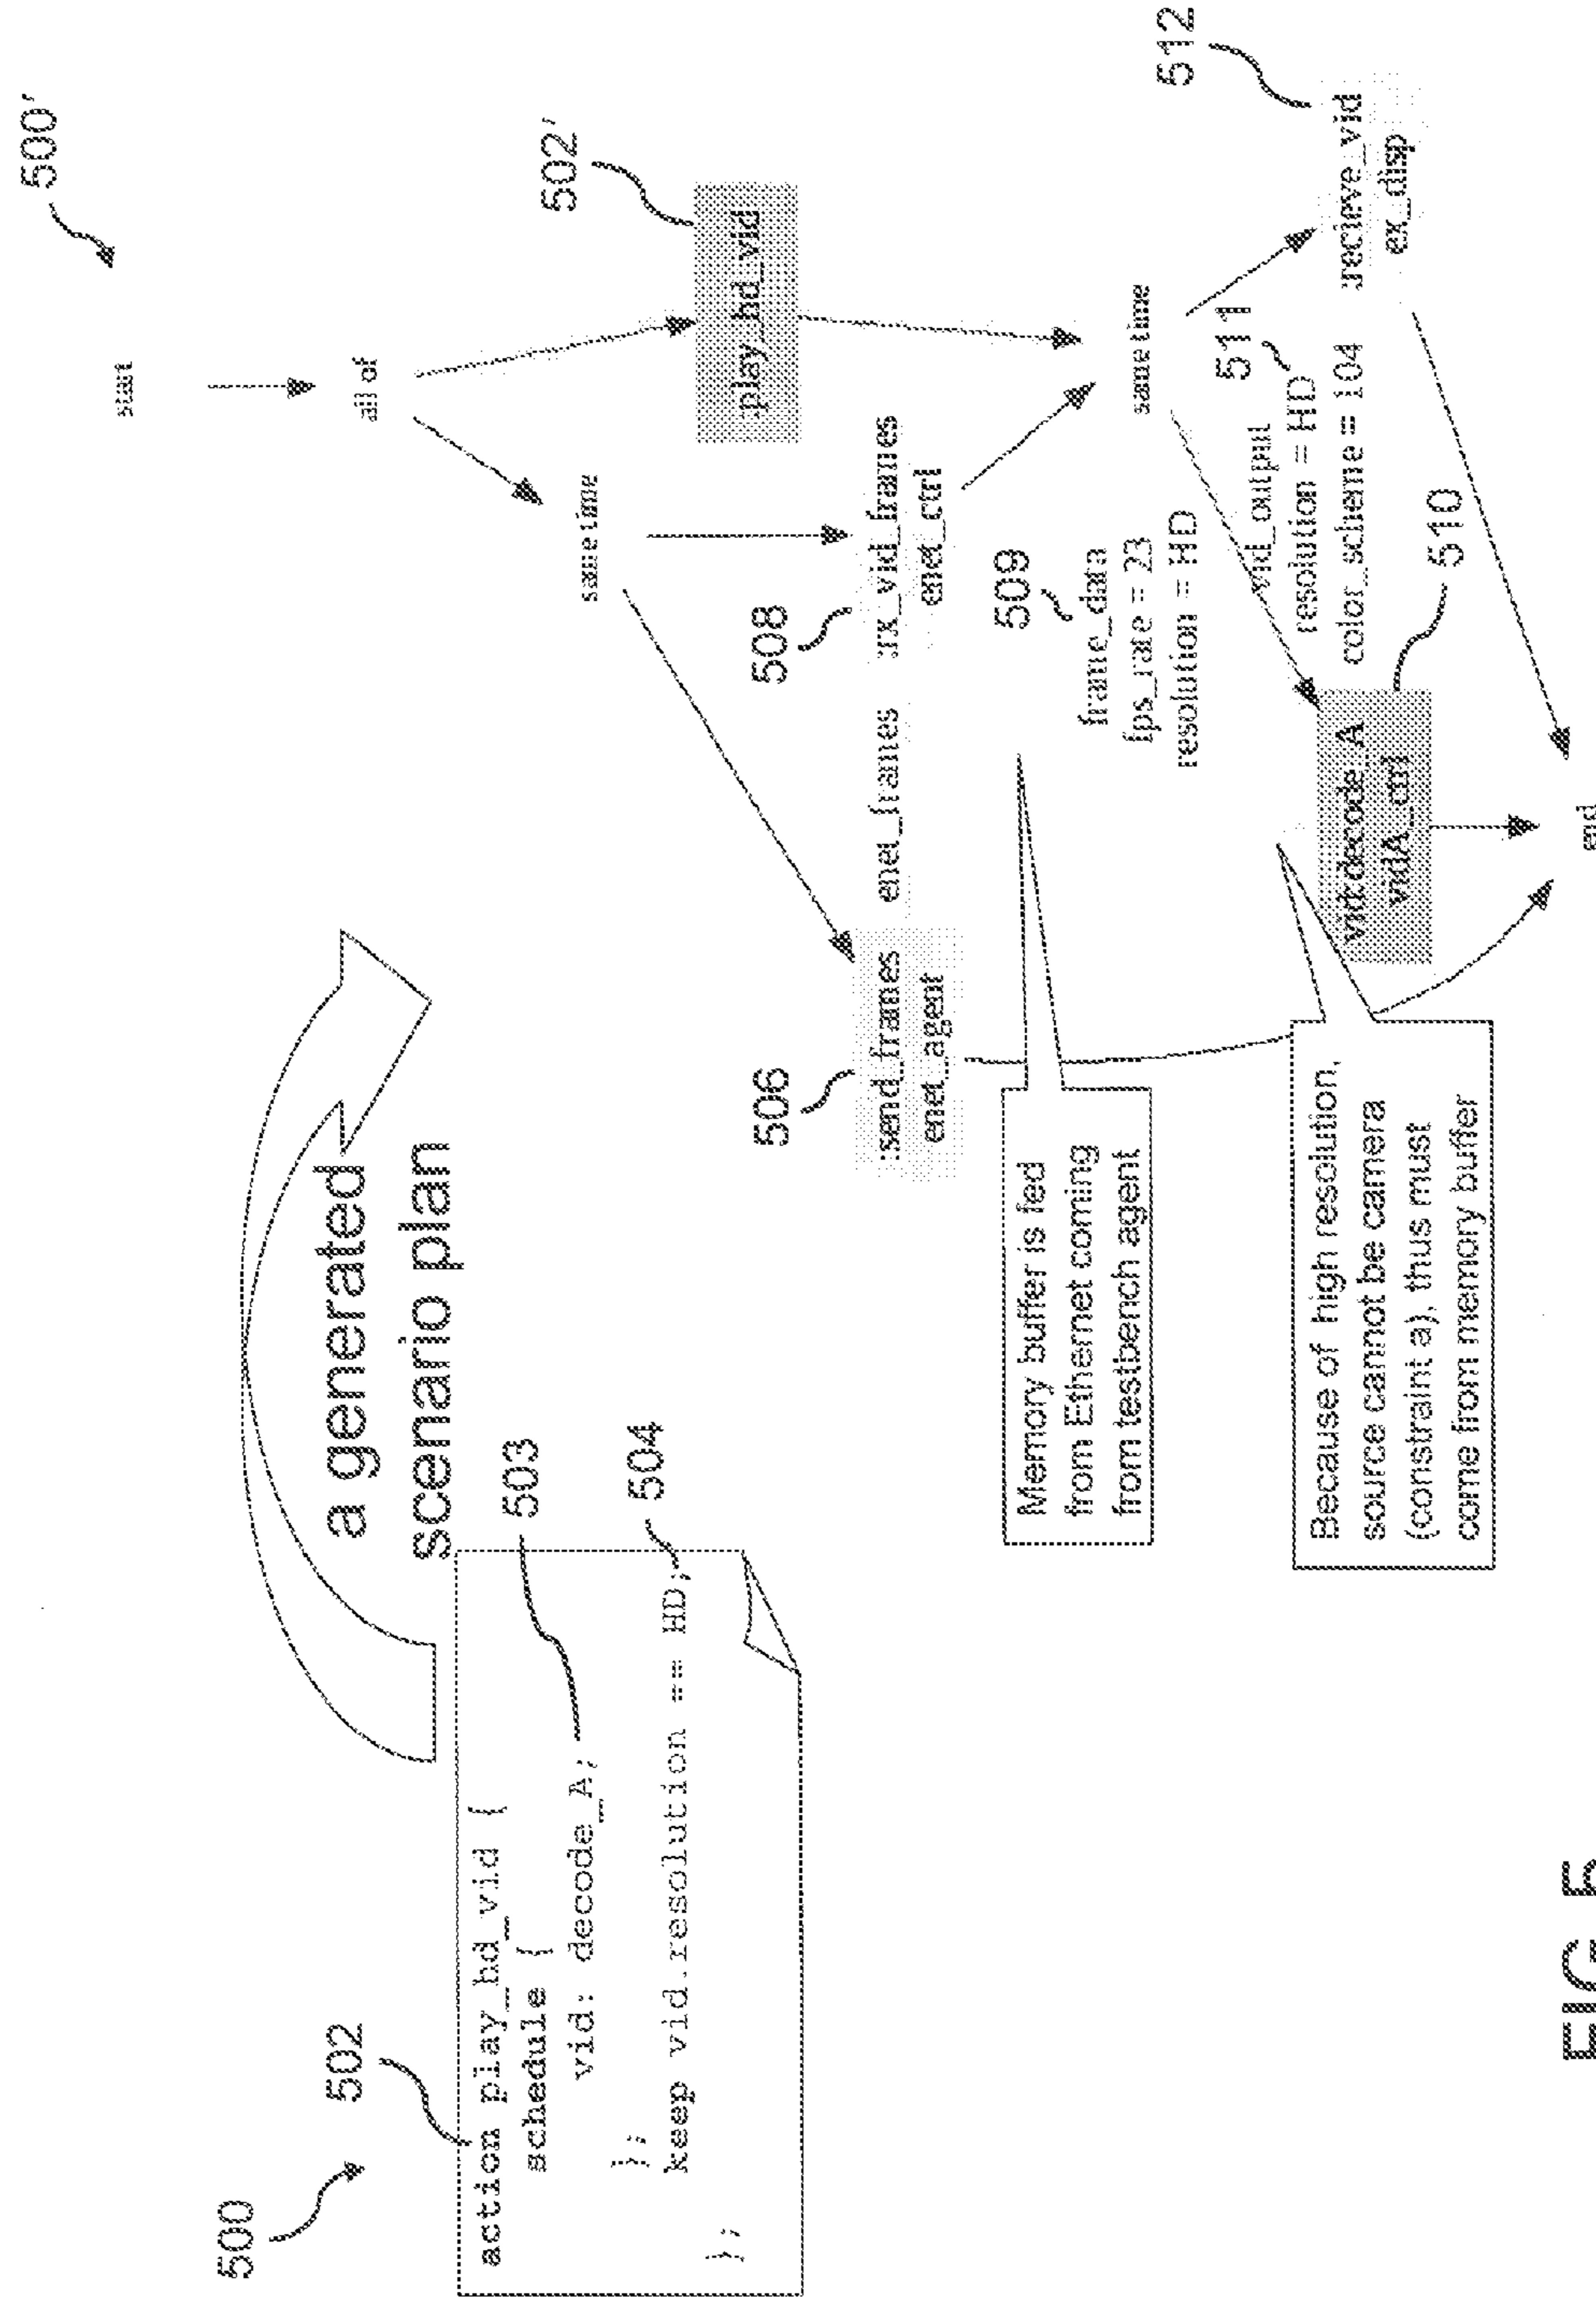 500
502
action play_hd_vid {
schedule {
vid: decode_A;
};
keep vid.resolution == HD;
};
503
504
a generated
scenario plan
500'
start
all of
same time
502'
:play_hd_vid
506
:send_frames
enet_agent
enet_frames
508
:rx_vid_frames
enet_ctrl
509
frame_data
fps_rate = 23
resolution = HD
same time
511
vid_output
resolution = HD
color_scheme = 104
512
:recieve_vid
ex_disp
510
vid:decode_A
vidA_ctrl
end
Memory buffer is fed
from Ethernet coming
from testbench agent
Because of high resolution,
source cannot be camera
(constraint a), thus must
come from memory buffer
FIG. 5